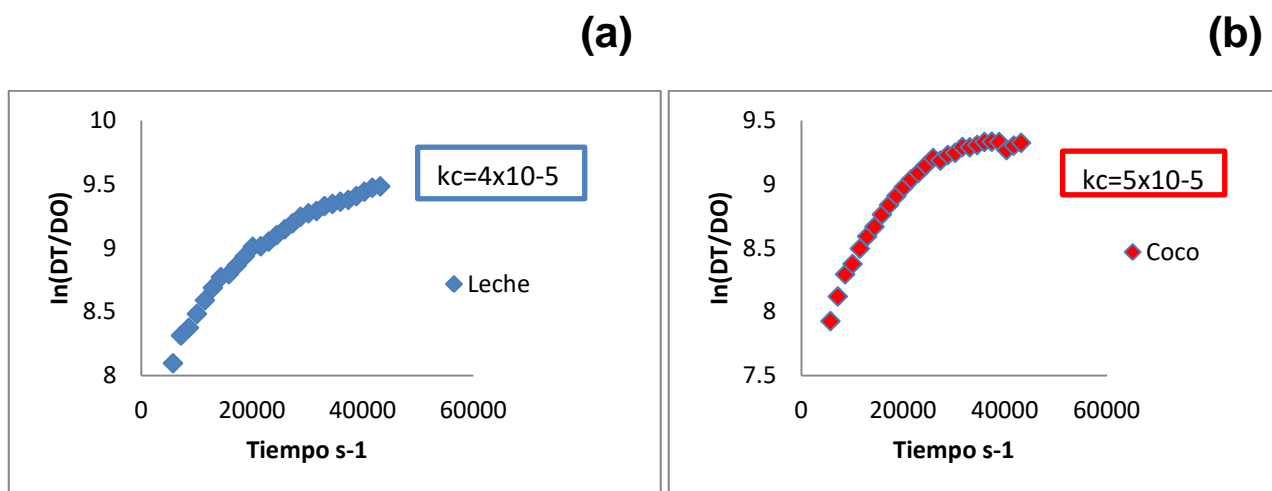 (a)
10
9.5
9
8.5
8
ln(DT/DO)
kc=4x10-5
Leche
0
20000
40000
60000
Tiempo s-1
(b)
9.5
9
8.5
8
7.5
ln(DT/DO)
kc=5x10-5
Coco
0
20000
40000
60000
Tiempo s-1